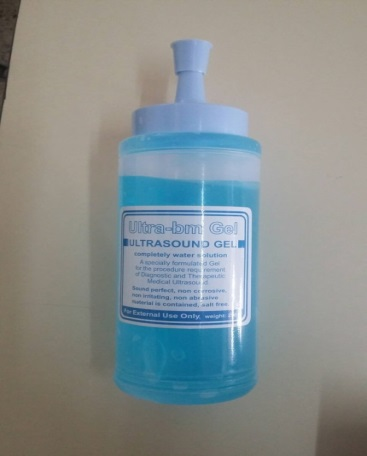 Ultra-bm Gel
ULTRASOUND GEL
completely water solution
A specially formulated Gel
for the procedure requirement
of Diagnostic and Therapeutic
Medical Ultrasound.
Sound perfect, non corrosive,
non irritating, non abrasive
material is contained, salt free
For External Use Only, weight: